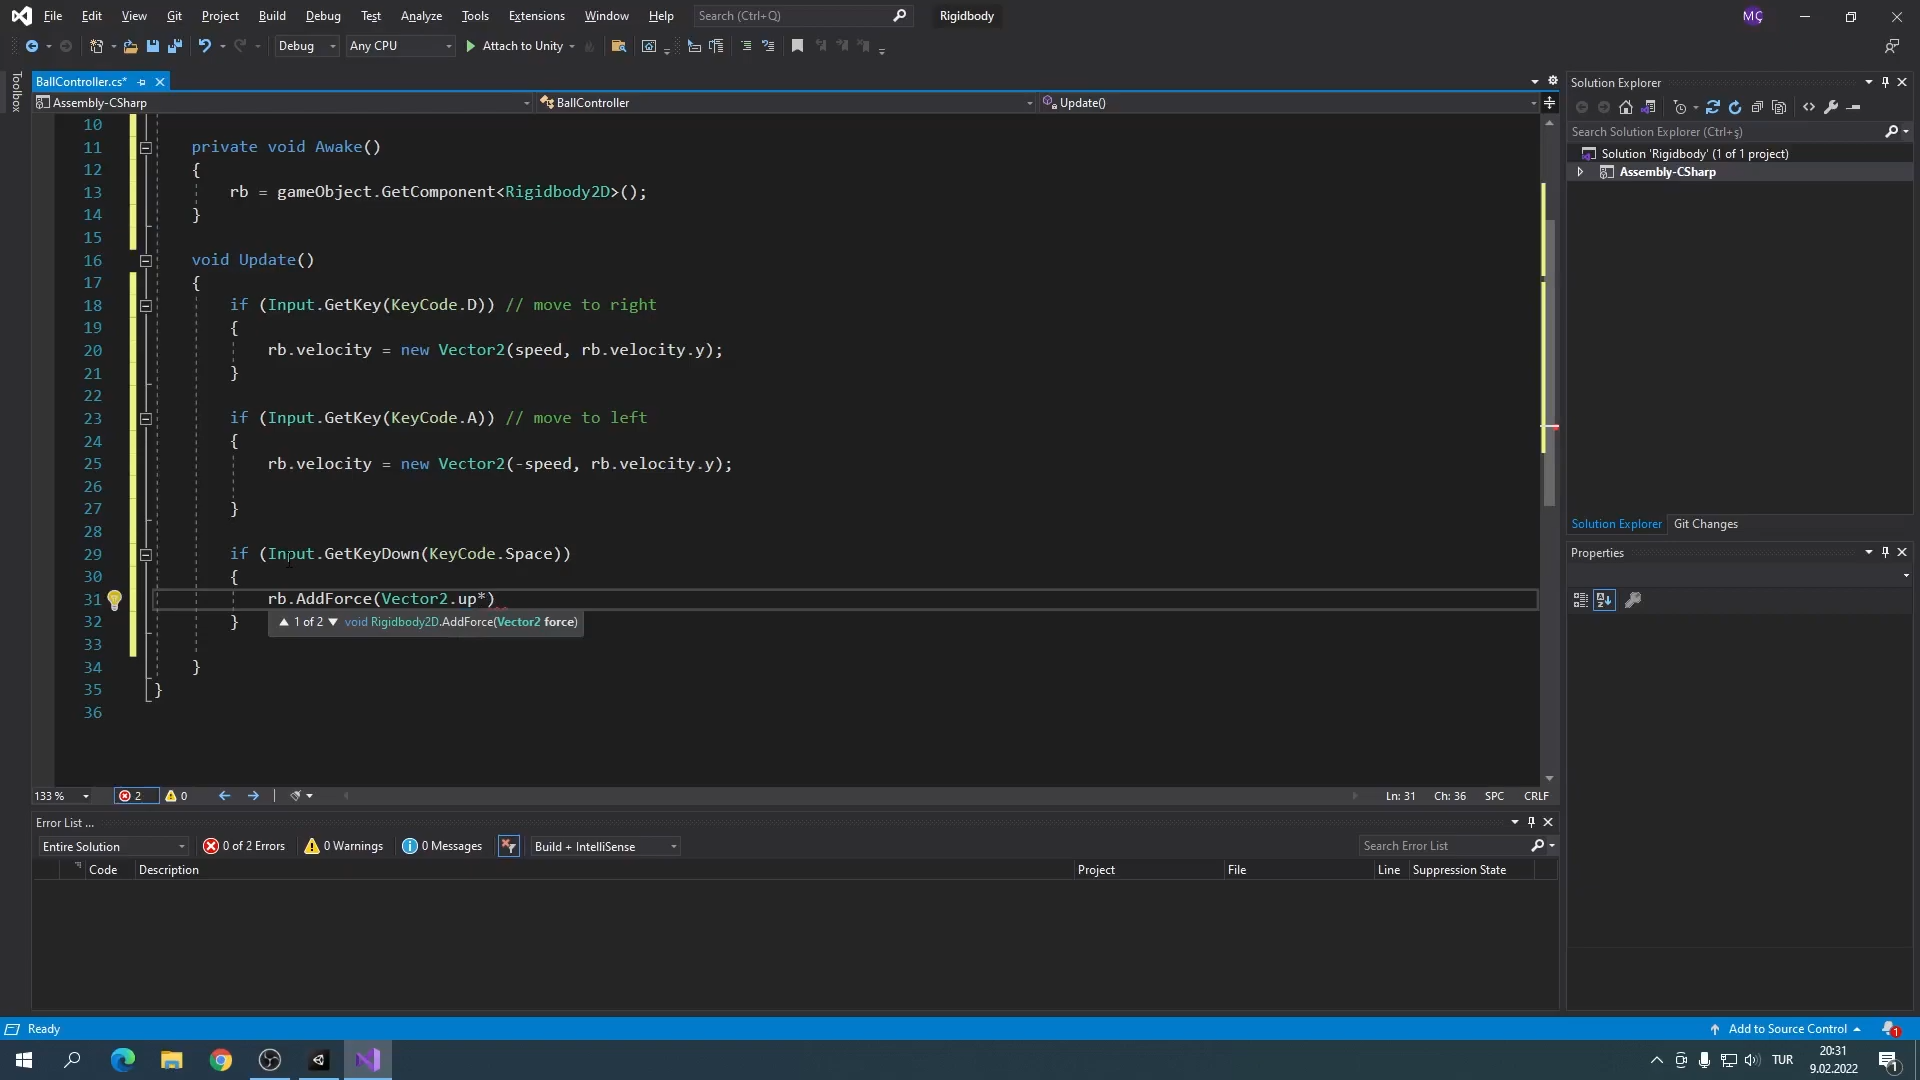 File Edit View Git Project Build Debug Test Analyze Tools Extensions Window Help Search (Ctrl+Q) Rigidbody MÇ
Debug Any CPU Attach to Unity
Toolbox
BallController.cs*
Assembly-CSharp BallController Update()
10
11 private void Awake()
12 {
13 rb = gameObject.GetComponent<Rigidbody2D>();
14 }
15
16 void Update()
17 {
18 if (Input.GetKey(KeyCode.D)) // move to right
19 {
20 rb.velocity = new Vector2(speed, rb.velocity.y);
21 }
22
23 if (Input.GetKey(KeyCode.A)) // move to left
24 {
25 rb.velocity = new Vector2(-speed, rb.velocity.y);
26
27 }
28
29 if (Input.GetKeyDown(KeyCode.Space))
30 {
31 rb.AddForce(Vector2.up*)
32 }
1 of 2 void Rigidbody2D.AddForce(Vector2 force)
33
34 }
35 }
36
133 % 2 0 Ln: 31 Ch: 36 SPC CRLF
Error List ...
Entire Solution 0 of 2 Errors 0 Warnings 0 Messages Build + IntelliSense Search Error List
Code Description Project File Line Suppression State
Solution Explorer
Search Solution Explorer (Ctrl+ş)
Solution 'Rigidbody' (1 of 1 project)
Assembly-CSharp
Solution Explorer Git Changes
Properties
Ready Add to Source Control 1
TUR 20:31
9.02.2022 1